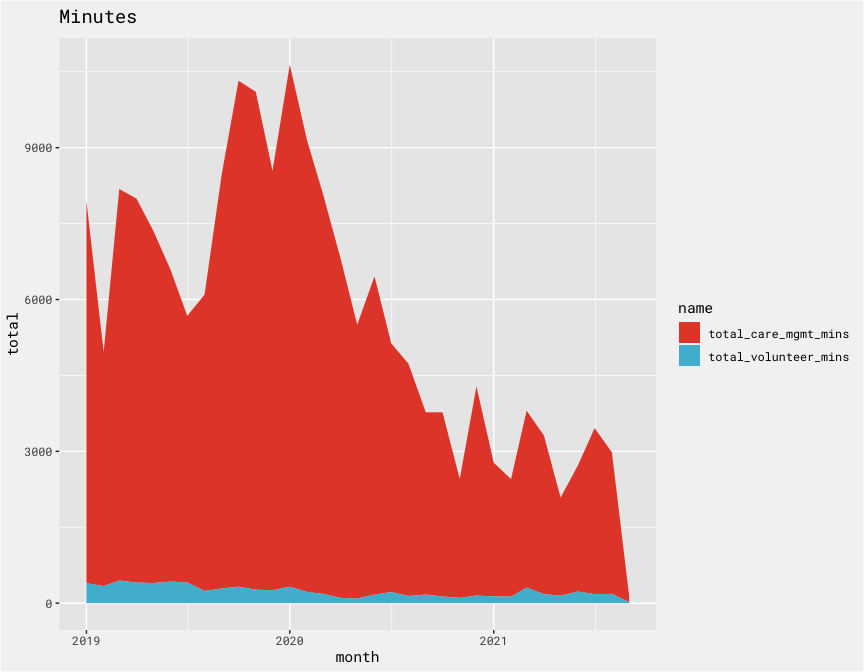 Minutes
total
9000
6000
3000
0
2019
2020
2021
month
name
total_care_mgmt_mins
total_volunteer_mins